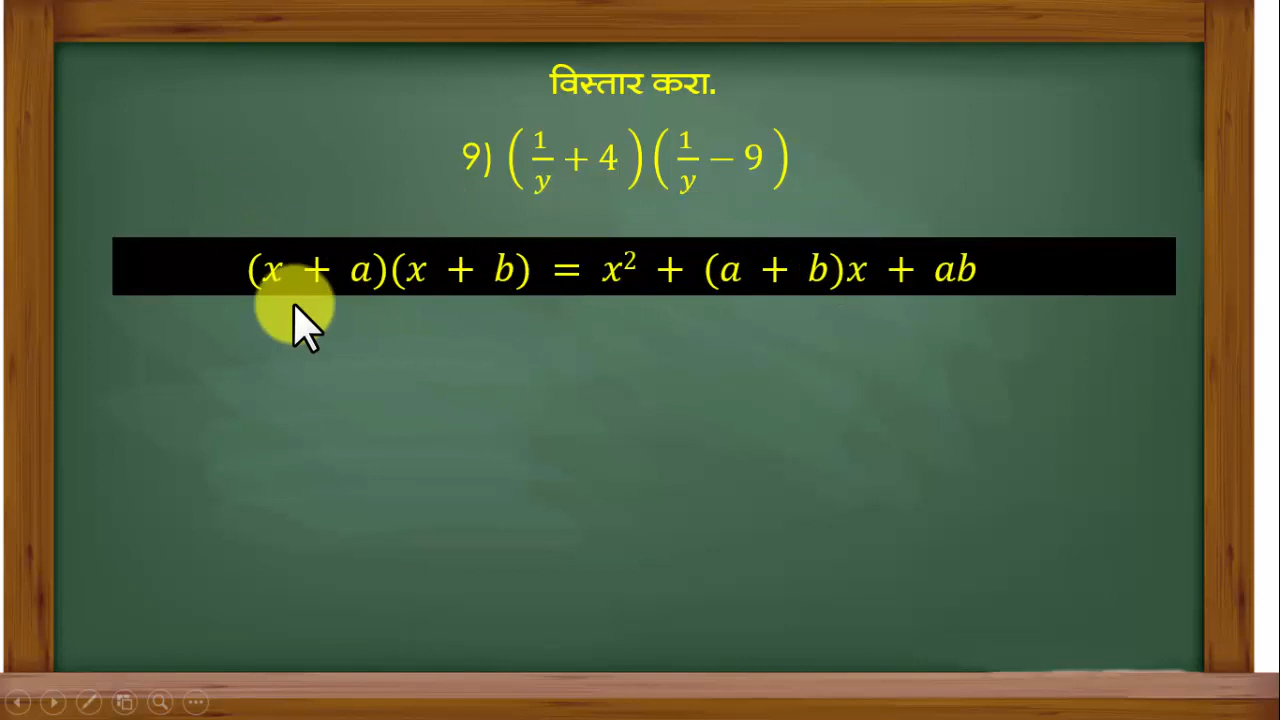 विस्तार करा.
9) (1/y + 4)(1/y − 9)
(x + a)(x + b) = x² + (a + b)x + ab